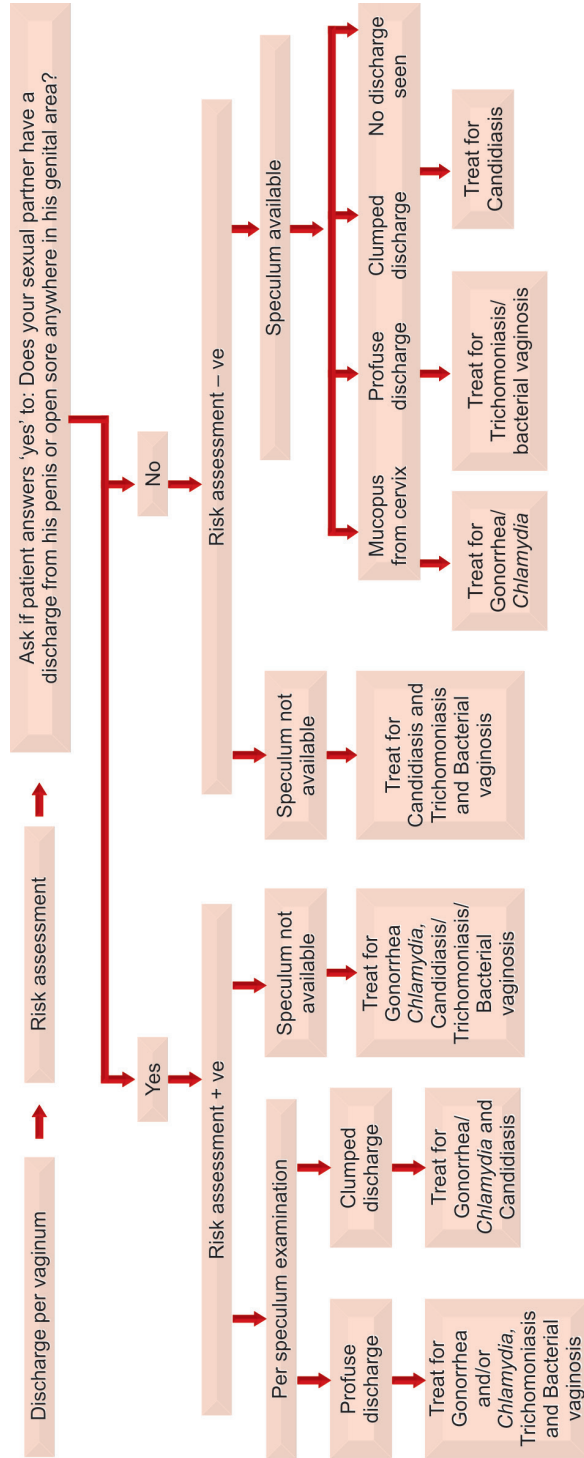 Discharge per vaginum
Risk assessment
Ask if patient answers ‘yes’ to: Does your sexual partner have a
discharge from his penis or open sore anywhere in his genital area?
Yes
No
Risk assessment + ve
Risk assessment – ve
Per speculum examination
Speculum not
available
Speculum not
available
Speculum available
Profuse
discharge
Clumped
discharge
Treat for
Gonorrhea
Chlamydia,
Candidiasis/
Trichomoniasis/
Bacterial
vaginosis
Treat for
Candidiasis and
Trichomoniasis
and Bacterial
vaginosis
Mucopus
from cervix
Profuse
discharge
Clumped
discharge
No discharge
seen
Treat for
Gonorrhea
and/or
Chlamydia,
Trichomoniasis
and Bacterial
vaginosis
Treat for
Gonorrhea/
Chlamydia and
Candidiasis
Treat for
Gonorrhea/
Chlamydia
Treat for
Trichomoniasis/
bacterial vaginosis
Treat for
Candidiasis